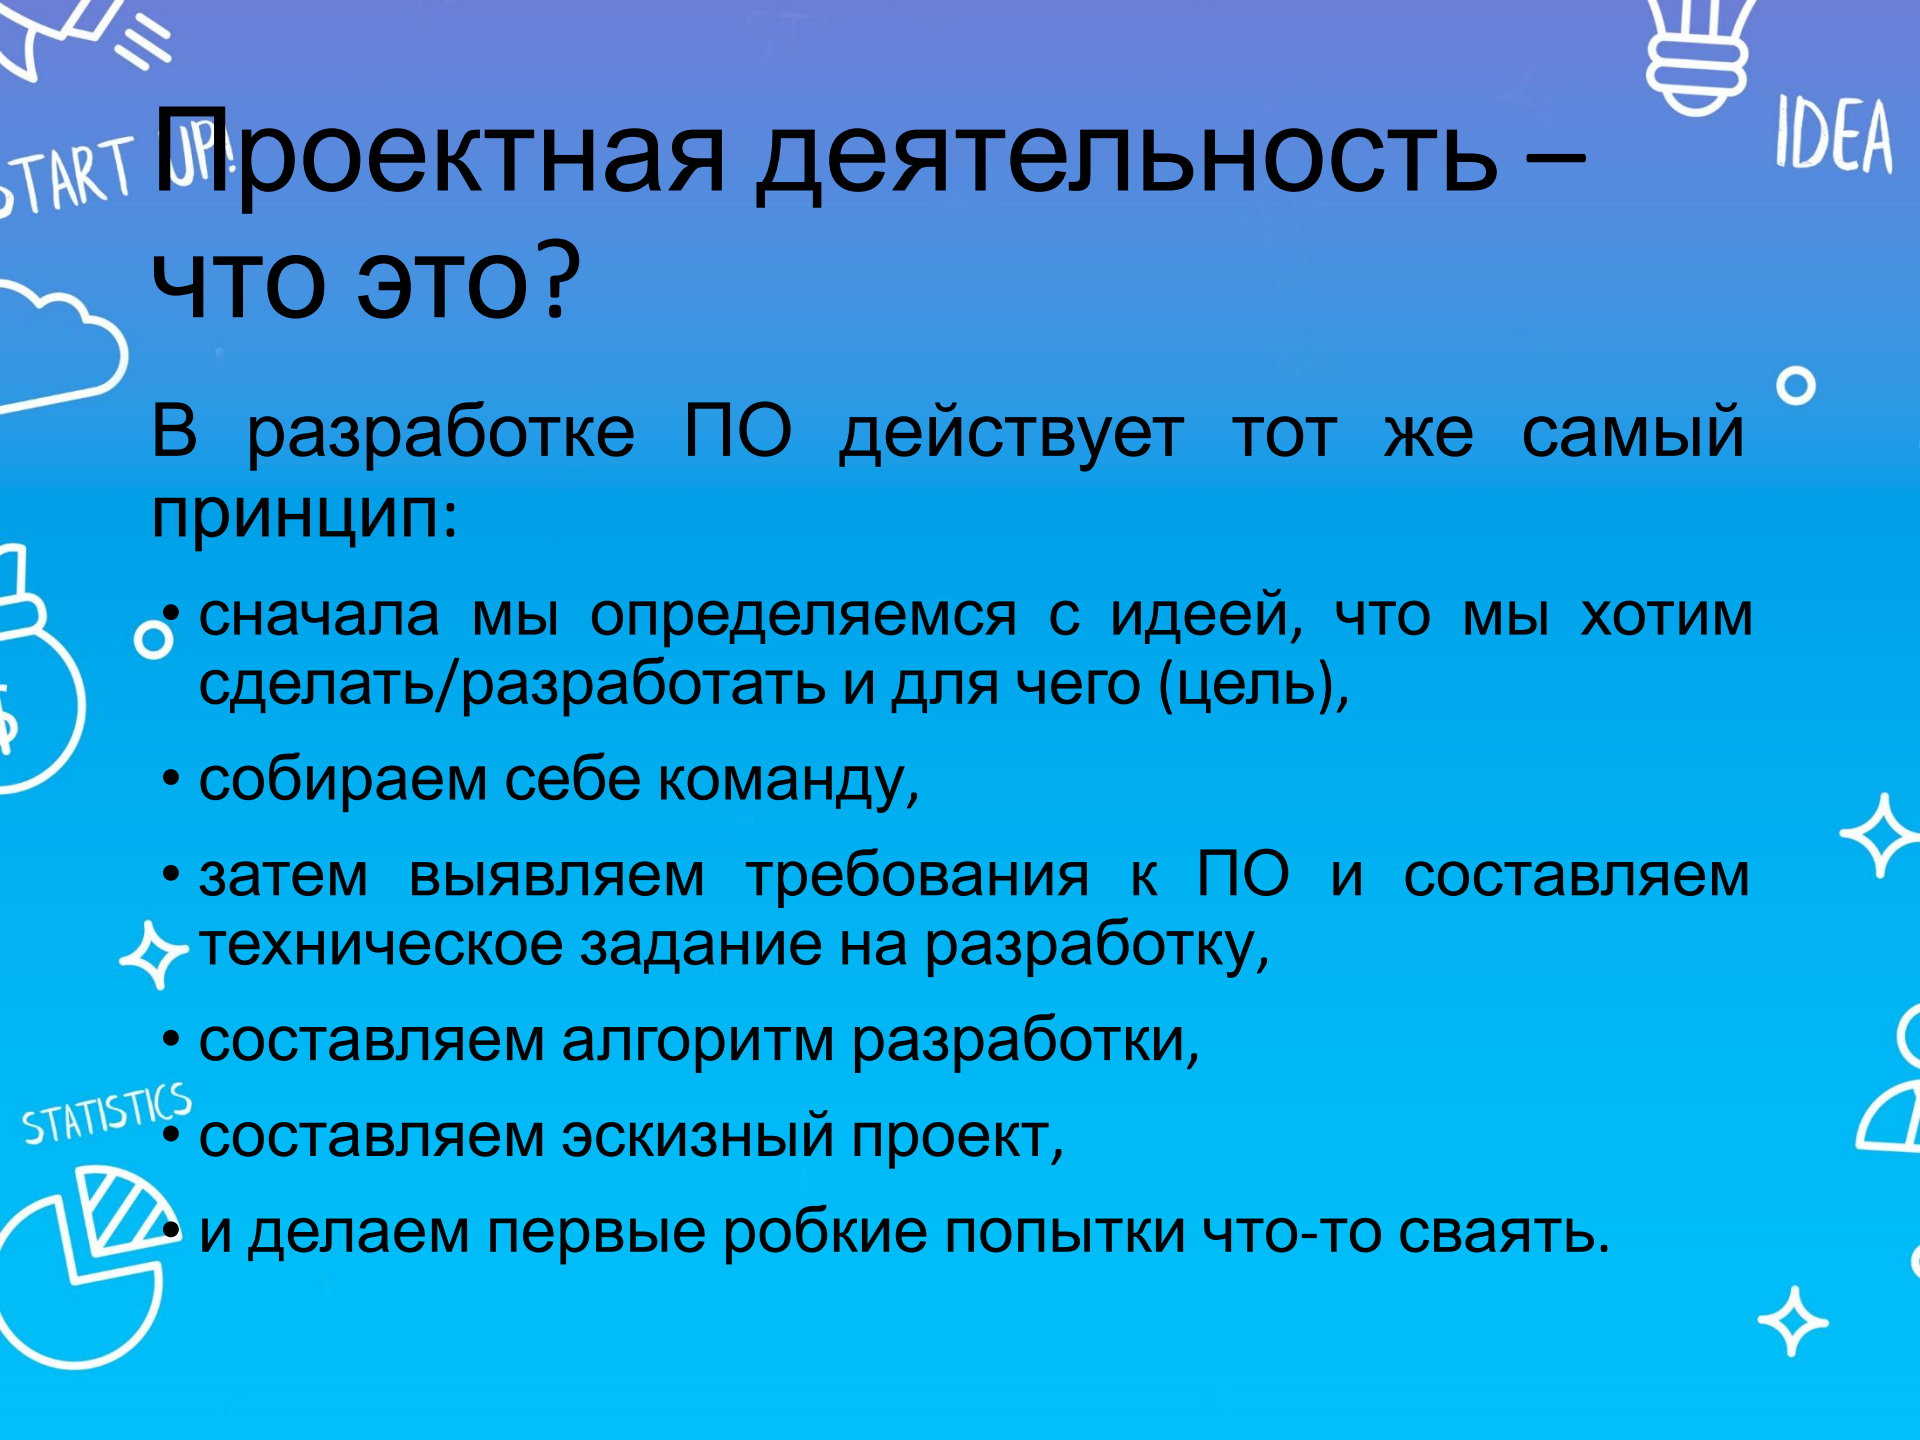 START UP!
IDEA
Проектная деятельность –
что это?
В разработке ПО действует тот же самый
принцип:
• сначала мы определяемся с идеей, что мы хотим
сделать/разработать и для чего (цель),
• собираем себе команду,
• затем выявляем требования к ПО и составляем
техническое задание на разработку,
• составляем алгоритм разработки,
STATISTICS
• составляем эскизный проект,
• и делаем первые робкие попытки что-то сваять.
$